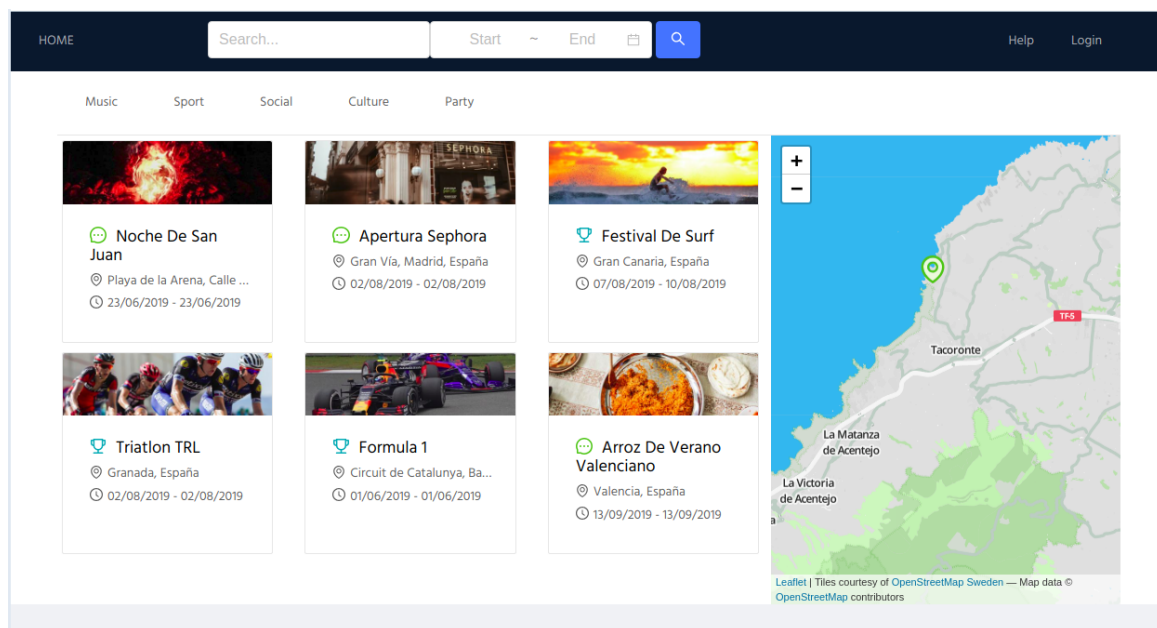 HOME
Search...
Start ~ End
Help
Login
Music
Sport
Social
Culture
Party
SEPHORA
Noche De San
Juan
Playa de la Arena, Calle ...
23/06/2019 - 23/06/2019
Apertura Sephora
Gran Vía, Madrid, España
02/08/2019 - 02/08/2019
Festival De Surf
Gran Canaria, España
07/08/2019 - 10/08/2019
Triatlon TRL
Granada, España
02/08/2019 - 02/08/2019
Formula 1
Circuit de Catalunya, Ba...
01/06/2019 - 01/06/2019
Arroz De Verano
Valenciano
Valencia, España
13/09/2019 - 13/09/2019
+
−
TF-5
Tacoronte
La Matanza
de Acentejo
La Victoria
de Acentejo
a
Leaflet | Tiles courtesy of OpenStreetMap Sweden — Map data ©
OpenStreetMap contributors